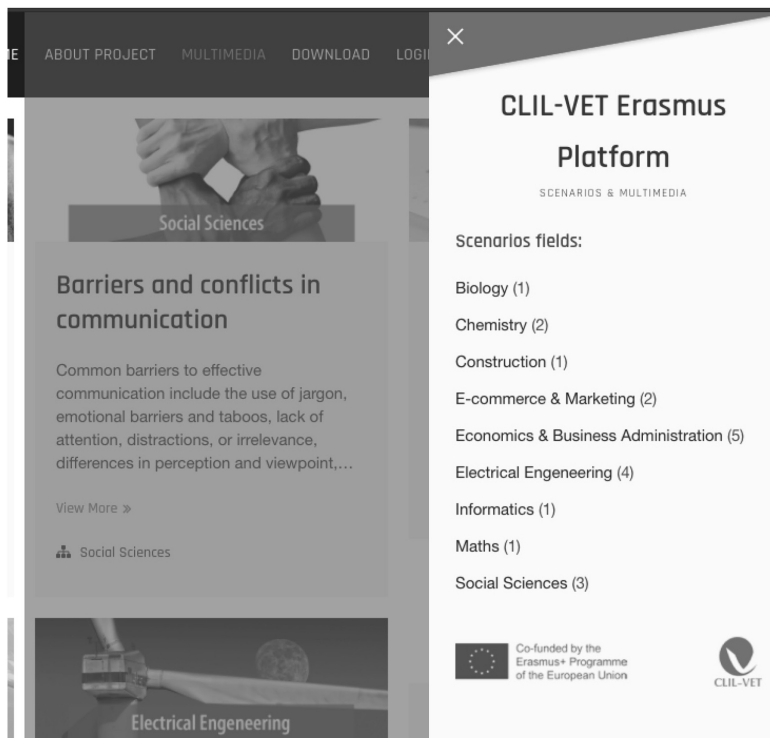 ABOUT PROJECT
MULTIMEDIA
DOWNLOAD
Social Sciences
Barriers and conflicts in
communication
Common barriers to effective
communication include the use of jargon,
emotional barriers and taboos, lack of
attention, distractions, or irrelevance,
differences in perception and viewpoint,...
View More »
Social Sciences
Electrical Engeneering
CLIL-VET Erasmus
Platform
SCENARIOS & MULTIMEDIA
Scenarios fields:
Biology (1)
Chemistry (2)
Construction (1)
E-commerce & Marketing (2)
Economics & Business Administration (5)
Electrical Engeneering (4)
Informatics (1)
Maths (1)
Social Sciences (3)
Co-funded by the
Erasmus+ Programme
of the European Union
CLIL-VET